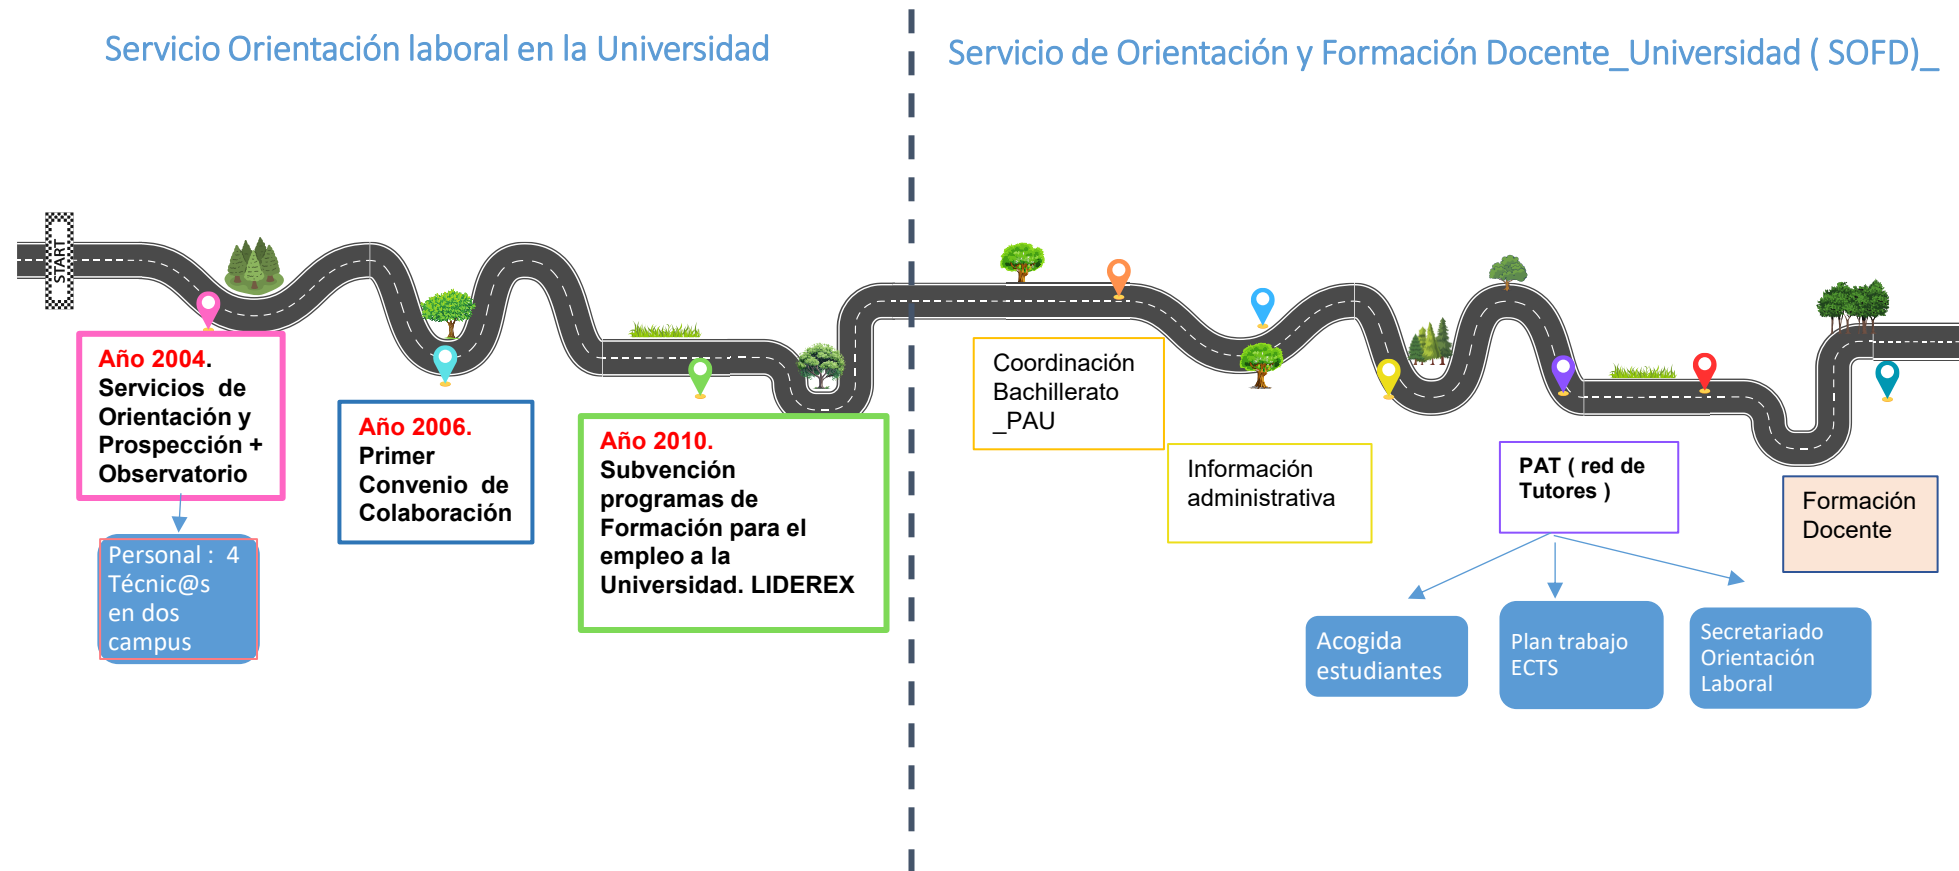 Servicio Orientación laboral en la Universidad
Servicio de Orientación y Formación Docente_Universidad ( SOFD)_
START
Año 2004.
Servicios de
Orientación y
Prospección +
Observatorio
Personal : 4
Técnic@s
en dos
campus
Año 2006.
Primer
Convenio de
Colaboración
Año 2010.
Subvención
programas de
Formación para el
empleo a la
Universidad. LIDEREX
Coordinación
Bachillerato
_PAU
Información
administrativa
PAT ( red de
Tutores )
Acogida
estudiantes
Plan trabajo
ECTS
Secretariado
Orientación
Laboral
Formación
Docente